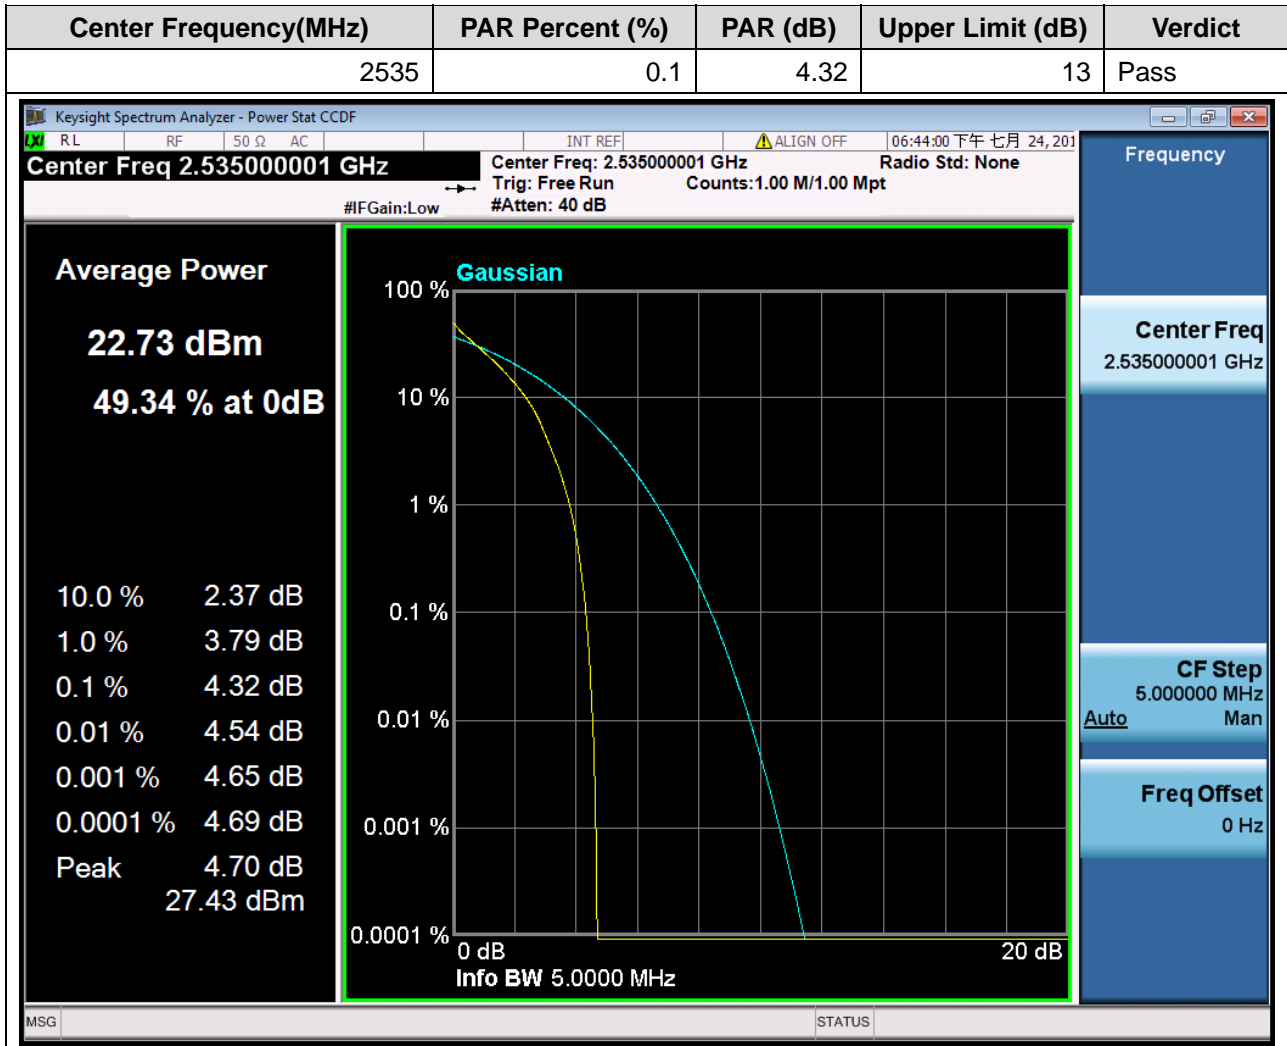 Center Frequency(MHz) PAR Percent (%) PAR (dB) Upper Limit (dB) Verdict
2535 0.1 4.32 13 Pass
Keysight Spectrum Analyzer - Power Stat CCDF
LXI RL RF 50 Ω AC INT REF ALIGN OFF 06:44:00 下午 七月 24, 201
Center Freq 2.535000001 GHz
Center Freq: 2.535000001 GHz Radio Std: None
Trig: Free Run Counts:1.00 M/1.00 Mpt
#IFGain:Low #Atten: 40 dB
Frequency
Average Power
22.73 dBm
49.34 % at 0dB
10.0 % 2.37 dB
1.0 % 3.79 dB
0.1 % 4.32 dB
0.01 % 4.54 dB
0.001 % 4.65 dB
0.0001 % 4.69 dB
Peak 4.70 dB
27.43 dBm
Gaussian
100 %
10 %
1 %
0.1 %
0.01 %
0.001 %
0.0001 %
0 dB 20 dB
Info BW 5.0000 MHz
Center Freq
2.535000001 GHz
CF Step
5.000000 MHz
Auto Man
Freq Offset
0 Hz
MSG STATUS